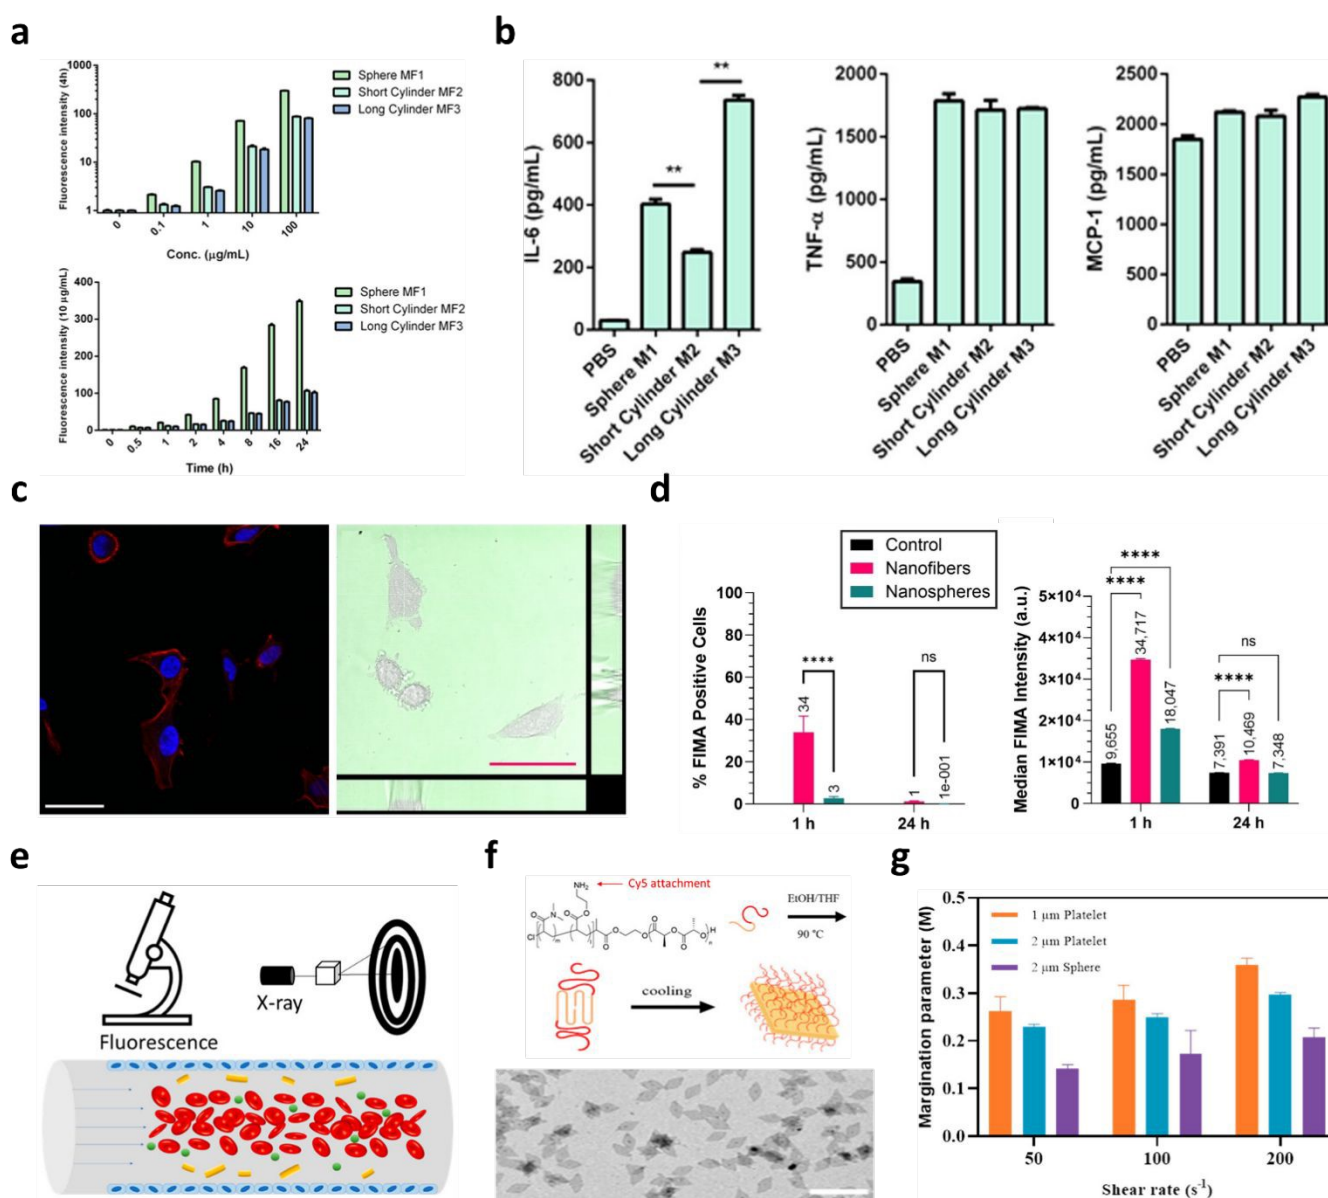 a
1000
100
10
1
Fluorescence intensity (4h)
Sphere MF1
Short Cylinder MF2
Long Cylinder MF3
0
0.1
1
10
100
Conc. (μg/mL)
400
300
200
100
0
Fluorescence intensity (10 μg/mL)
Sphere MF1
Short Cylinder MF2
Long Cylinder MF3
0
0.5
1
2
4
8
16
24
Time (h)
b
800
600
400
200
0
IL-6 (pg/mL)
**
**
PBS
Sphere M1
Short Cylinder M2
Long Cylinder M3
2000
1500
1000
500
0
TNF-α (pg/mL)
PBS
Sphere M1
Short Cylinder M2
Long Cylinder M3
2500
2000
1500
1000
500
0
MCP-1 (pg/mL)
PBS
Sphere M1
Short Cylinder M2
Long Cylinder M3
c
d
Control
Nanofibers
Nanospheres
100
80
60
40
20
0
% FIMA Positive Cells
****
34
3
ns
1
1e-001
1 h
24 h
5×10⁴
4×10⁴
3×10⁴
2×10⁴
1×10⁴
0
Median FIMA Intensity (a.u.)
****
****
9,655
34,717
18,047
ns
****
7,391
10,469
7,348
1 h
24 h
e
Fluorescence
X-ray
f
NH₂
Cy5 attachment
EtOH/THF
90 °C
cooling
g
0.5
0.4
0.3
0.2
0.1
0.0
Margination parameter (M)
1 µm Platelet
2 µm Platelet
2 µm Sphere
50
100
200
Shear rate (s⁻¹)